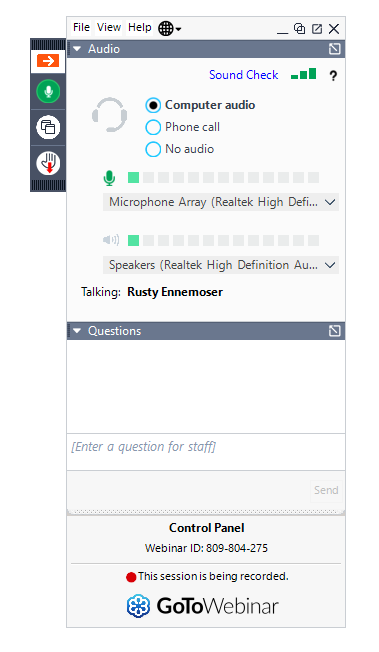 File View Help
Audio
Sound Check ?
Computer audio
Phone call
No audio
Microphone Array (Realtek High Defi...
Speakers (Realtek High Definition Au...
Talking: Rusty Ennemoser
Questions
[Enter a question for staff]
Send
Control Panel
Webinar ID: 809-804-275
This session is being recorded.
GoToWebinar